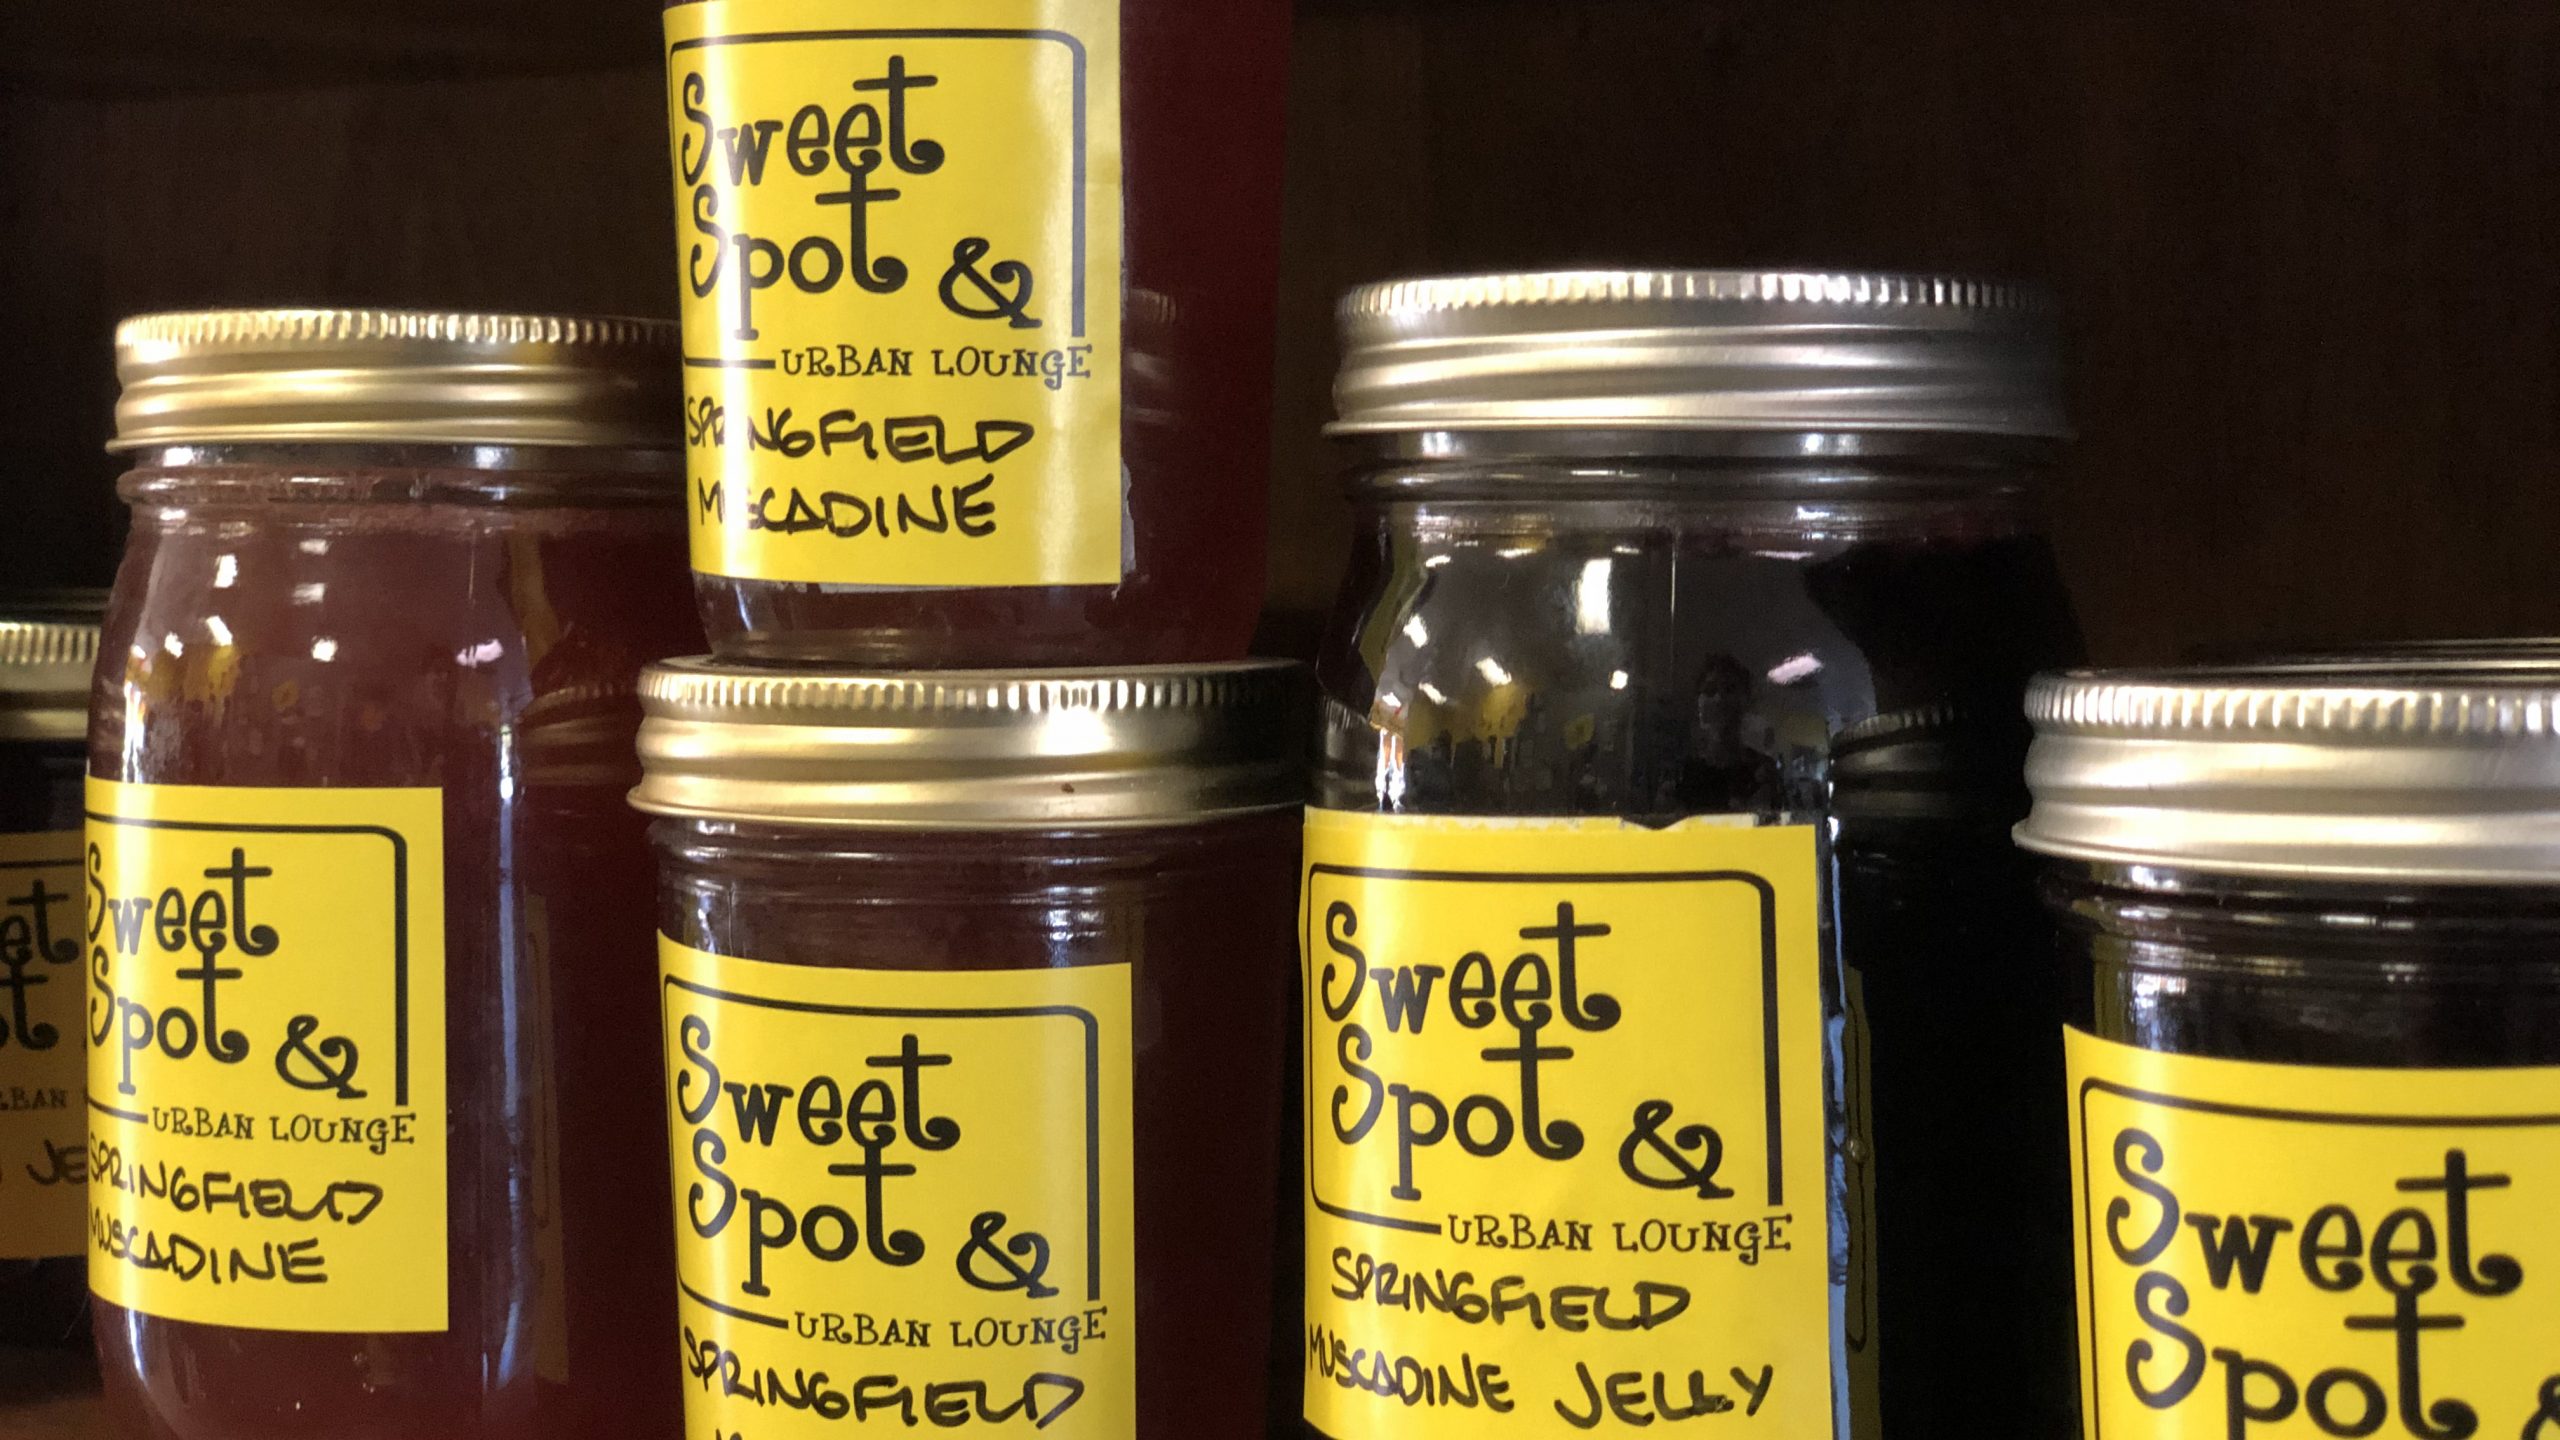 Sweet
Spot &
URBAN LOUNGE
SPRINGFIELD
MUSCADINE
Sweet
Spot &
URBAN LOUNGE
SPRINGFIELD
MUSCADINE
Sweet
Spot &
URBAN LOUNGE
SPRINGFIELD
Sweet
Spot &
URBAN LOUNGE
SPRINGFIELD
MUSCADINE JELLY
Sweet
Spot